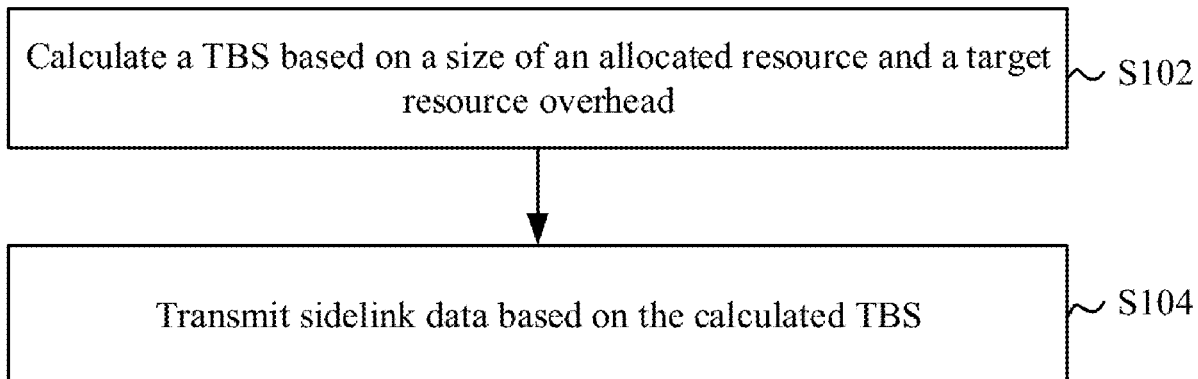 Calculate a TBS based on a size of an allocated resource and a target
resource overhead
S102
Transmit sidelink data based on the calculated TBS
S104